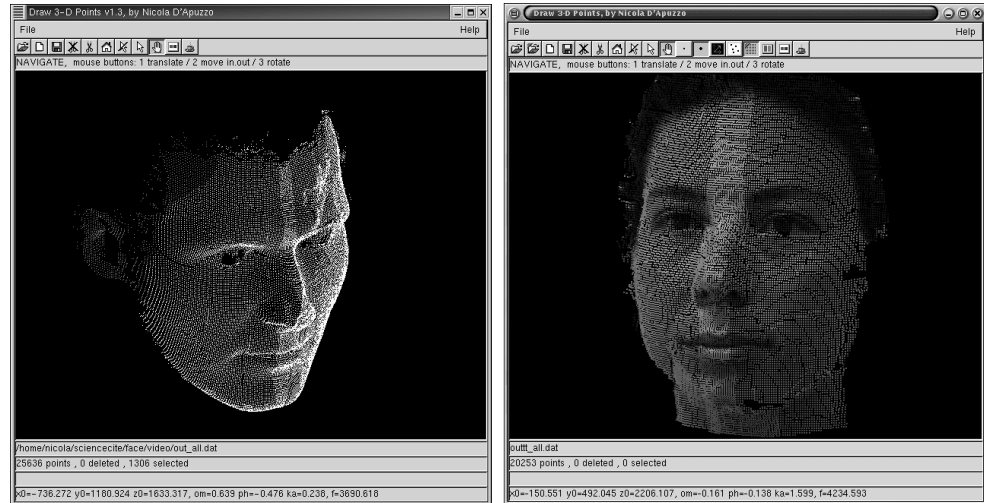 Draw 3-D Points v1.3, by Nicola D'Apuzzo
File Help
NAVIGATE, mouse buttons: 1 translate / 2 move in.out / 3 rotate
/home/nicola/sciencecite/face/video/out_all.dat
25636 points , 0 deleted , 1306 selected
x0=-736.272 y0=1180.924 z0=1633.317, om=0.639 ph=-0.476 ka=0.238, f=3690.618
Draw 3-D Points, by Nicola D'Apuzzo
File Help
NAVIGATE, mouse buttons: 1 translate / 2 move in.out / 3 rotate
outtt_all.dat
20253 points , 0 deleted , 0 selected
x0=-150.551 y0=492.045 z0=2206.107, om=-0.161 ph=-0.138 ka=1.599, f=4234.593